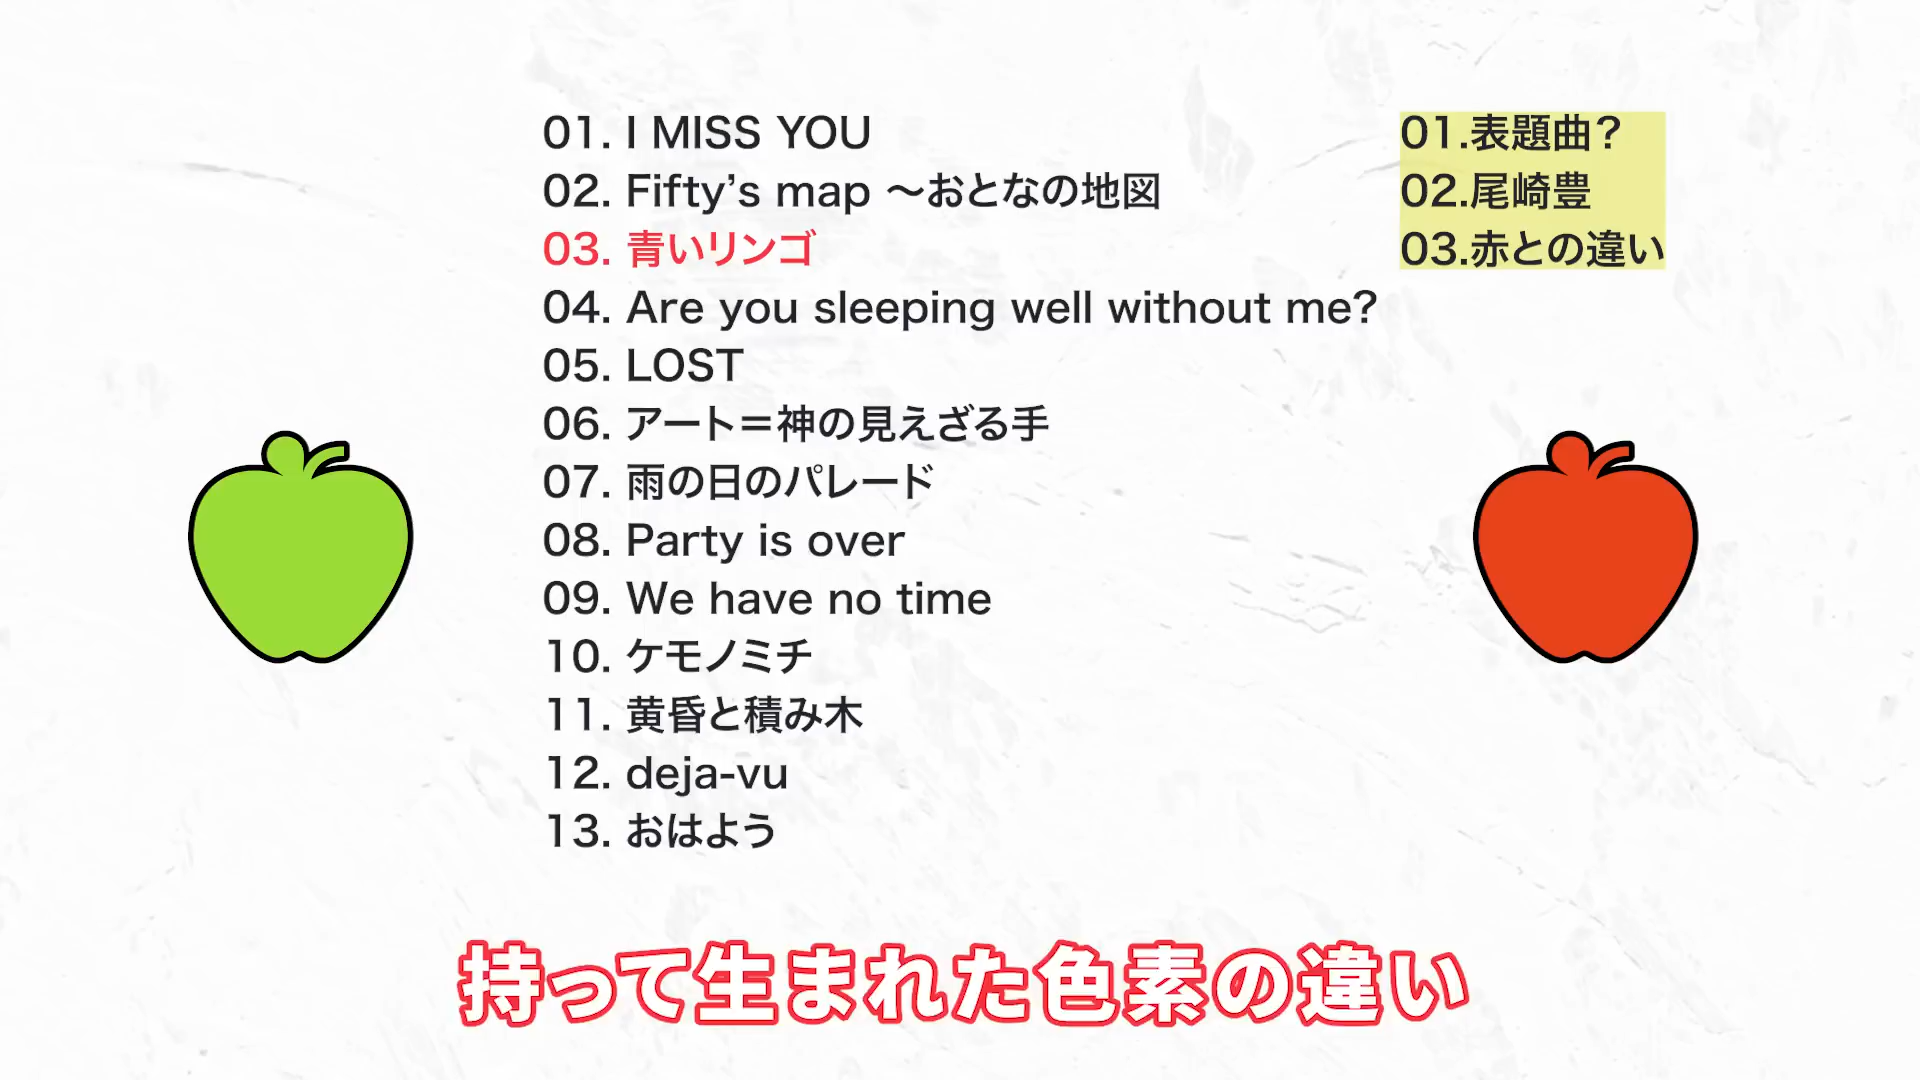 01. I MISS YOU
02. Fifty’s map 〜おとなの地図
03. 青いリンゴ
04. Are you sleeping well without me?
05. LOST
06. アート＝神の見えざる手
07. 雨の日のパレード
08. Party is over
09. We have no time
10. ケモノミチ
11. 黄昏と積み木
12. deja-vu
13. おはよう
01.表題曲？
02.尾崎豊
03.赤との違い
持って生まれた色素の違い